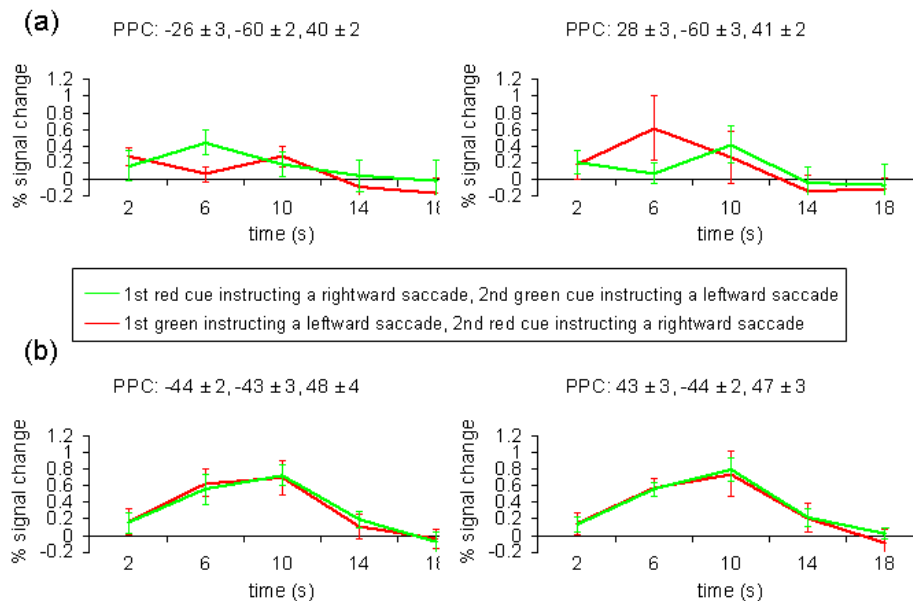 (a)
PPC: -26 ± 3, -60 ± 2, 40 ± 2
% signal change
1.2
1
0.8
0.6
0.4
0.2
0
-0.2
2 6 10 14 18
time (s)
PPC: 28 ± 3, -60 ± 3, 41 ± 2
% signal change
1.2
1
0.8
0.6
0.4
0.2
0
-0.2
2 6 10 14 18
time (s)
1st red cue instructing a rightward saccade, 2nd green cue instructing a leftward saccade
1st green instructing a leftward saccade, 2nd red cue instructing a rightward saccade
(b)
PPC: -44 ± 2, -43 ± 3, 48 ± 4
% signal change
1.2
1
0.8
0.6
0.4
0.2
0
-0.2
2 6 10 14 18
time (s)
PPC: 43 ± 3, -44 ± 2, 47 ± 3
% signal change
1.2
1
0.8
0.6
0.4
0.2
0
-0.2
2 6 10 14 18
time (s)